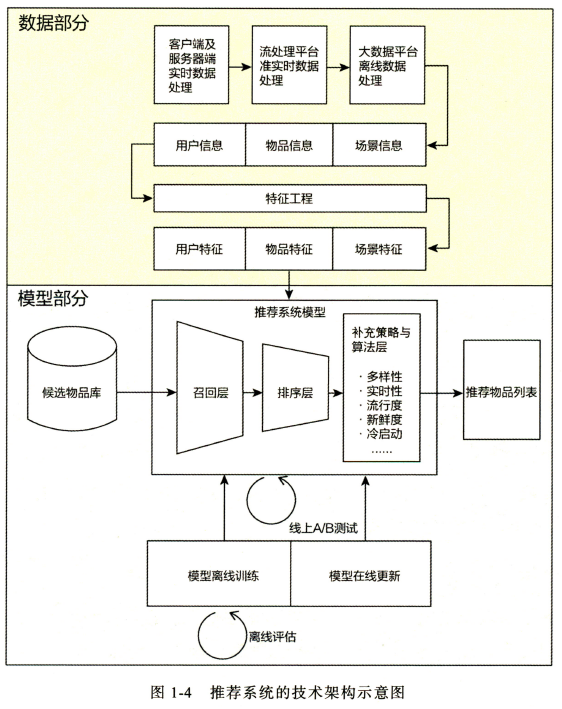 数据部分
客户端及
服务器端
实时数据
处理
流处理平台
准实时数据
处理
大数据平台
离线数据
处理
用户信息
物品信息
场景信息
特征工程
用户特征
物品特征
场景特征
模型部分
推荐系统模型
候选物品库
召回层
排序层
补充策略与
算法层
· 多样性
· 实时性
· 流行度
· 新鲜度
· 冷启动
……
推荐物品列表
线上A/B测试
模型离线训练
模型在线更新
离线评估
图 1-4 推荐系统的技术架构示意图